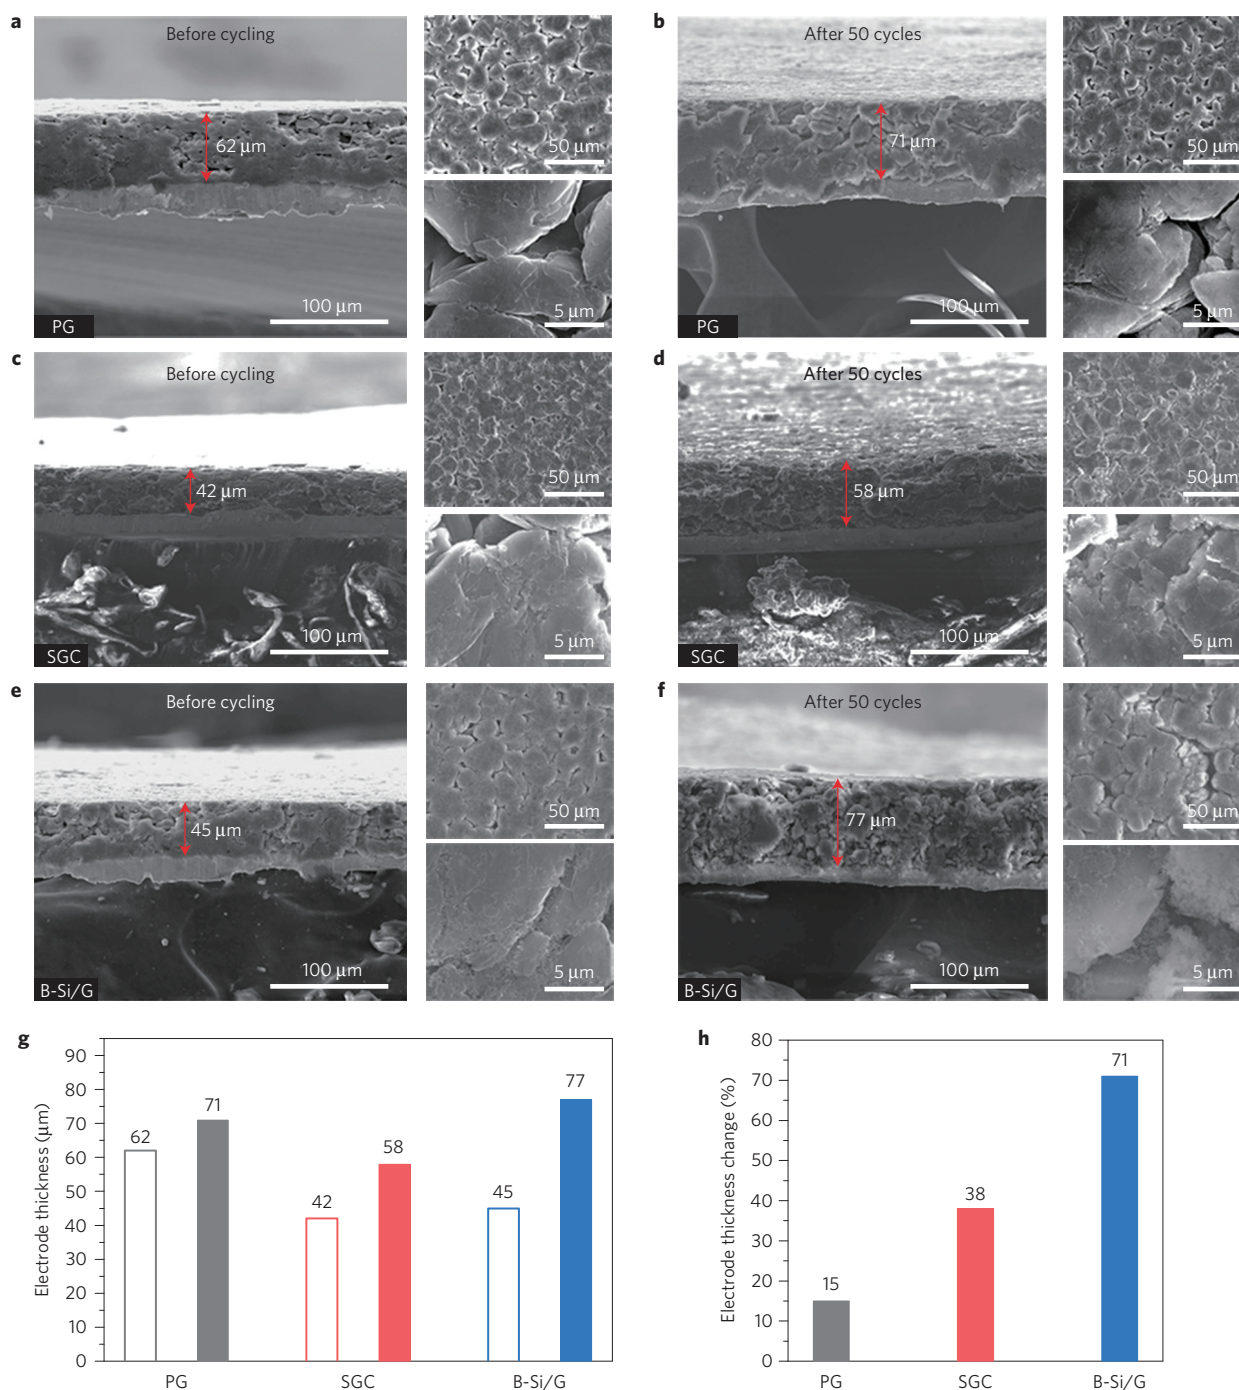 a
Before cycling
62 μm
50 μm
5 μm
100 μm
PG
b
After 50 cycles
71 μm
50 μm
5 μm
100 μm
PG
c
Before cycling
42 μm
50 μm
5 μm
100 μm
SGC
d
After 50 cycles
58 μm
50 μm
5 μm
100 μm
SGC
e
Before cycling
45 μm
50 μm
5 μm
100 μm
B-Si/G
f
After 50 cycles
77 μm
50 μm
5 μm
100 μm
B-Si/G
g
Electrode thickness (μm)
90
80
70
60
50
40
30
20
10
0
62
71
42
58
45
77
PG
SGC
B-Si/G
h
Electrode thickness change (%)
80
70
60
50
40
30
20
10
0
15
38
71
PG
SGC
B-Si/G